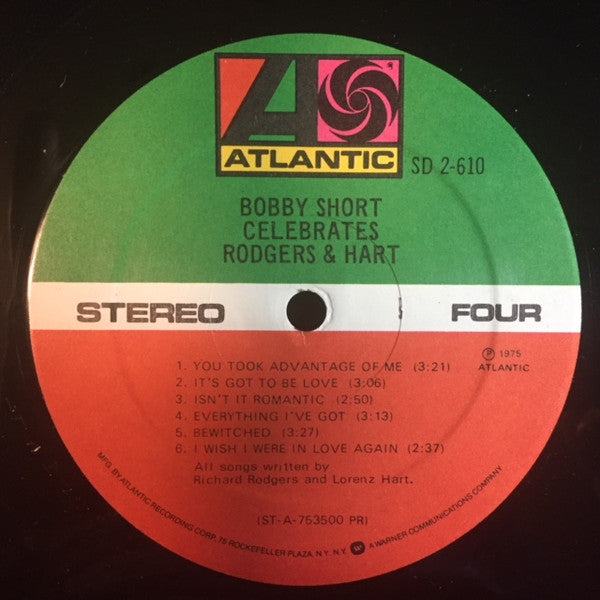 ATLANTIC
SD 2-610
BOBBY SHORT
CELEBRATES
RODGERS & HART
STEREO
FOUR
1. YOU TOOK ADVANTAGE OF ME (3:21)
2. IT'S GOT TO BE LOVE (3:06)
3. ISN'T IT ROMANTIC (2:50)
4. EVERYTHING I'VE GOT (3:13)
5. BEWITCHED (3:27)
6. I WISH I WERE IN LOVE AGAIN (2:37)
All songs written by
Richard Rodgers and Lorenz Hart.
℗ 1975
ATLANTIC
(ST-A-753500 PR)
MFG. BY ATLANTIC RECORDING CORP. 75 ROCKEFELLER PLAZA, N.Y., N.Y. A WARNER COMMUNICATIONS COMPANY